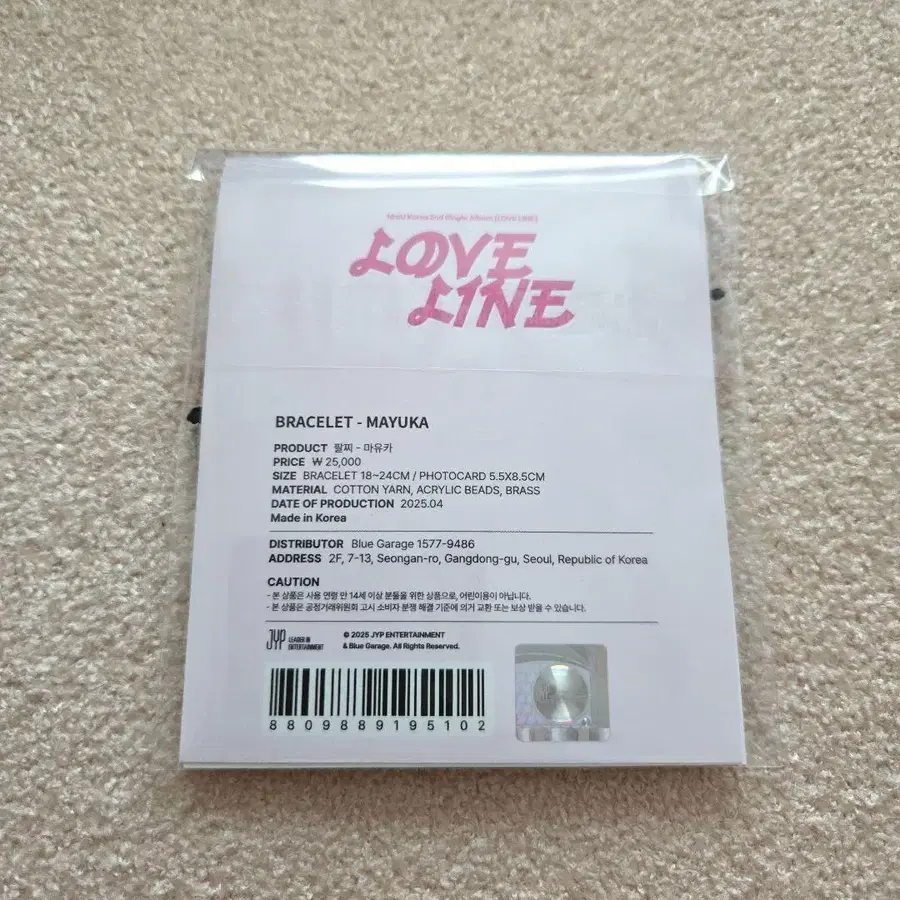 NiziU Korea 2nd Single Album [LOVE LINE]
LOVE
LINE
BRACELET - MAYUKA
PRODUCT 팔찌 - 마유카
PRICE ₩ 25,000
SIZE BRACELET 18~24CM / PHOTOCARD 5.5X8.5CM
MATERIAL COTTON YARN, ACRYLIC BEADS, BRASS
DATE OF PRODUCTION 2025.04
Made in Korea
DISTRIBUTOR Blue Garage 1577-9486
ADDRESS 2F, 7-13, Seongan-ro, Gangdong-gu, Seoul, Republic of Korea
CAUTION
- 본 상품은 사용 연령 만 14세 이상 분들을 위한 상품으로, 어린이용이 아닙니다.
- 본 상품은 공정거래위원회 고시 소비자 분쟁 해결 기준에 의거 교환 또는 보상 받을 수 있습니다.
JYP LEADER IN
ENTERTAINMENT
© 2025 JYP ENTERTAINMENT
& Blue Garage. All Rights Reserved.
8809889195102